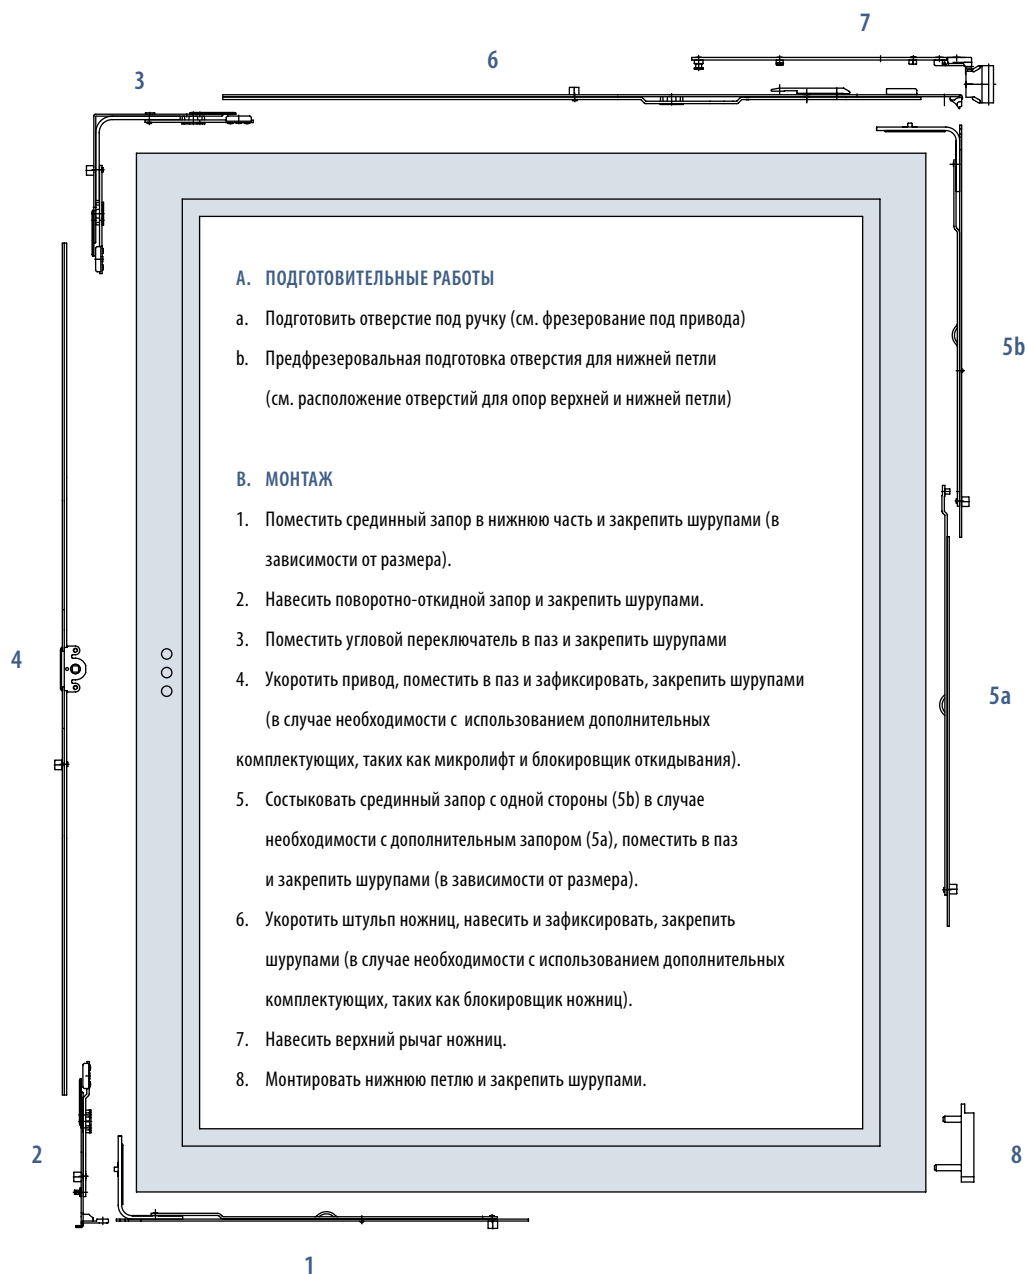 7
6
3
A. ПОДГОТОВИТЕЛЬНЫЕ РАБОТЫ
a. Подготовить отверстие под ручку (см. фрезерование под привода)
b. Предфрезеровальная подготовка отверстия для нижней петли
(см. расположение отверстий для опор верхней и нижней петли)
5b
B. МОНТАЖ
1. Поместить срединный запор в нижнюю часть и закрепить шурупами (в
зависимости от размера).
2. Навесить поворотно-откидной запор и закрепить шурупами.
3. Поместить угловой переключатель в паз и закрепить шурупами
4
4. Укоротить привод, поместить в паз и зафиксировать, закрепить шурупами
5a
(в случае необходимости с использованием дополнительных
комплектующих, таких как микролифт и блокировщик откидывания).
5. Состыковать срединный запор с одной стороны (5b) в случае
необходимости с дополнительным запором (5a), поместить в паз
и закрепить шурупами (в зависимости от размера).
6. Укоротить штульп ножниц, навесить и зафиксировать, закрепить
шурупами (в случае необходимости с использованием дополнительных
комплектующих, таких как блокировщик ножниц).
7. Навесить верхний рычаг ножниц.
8. Монтировать нижнюю петлю и закрепить шурупами.
2
8
1